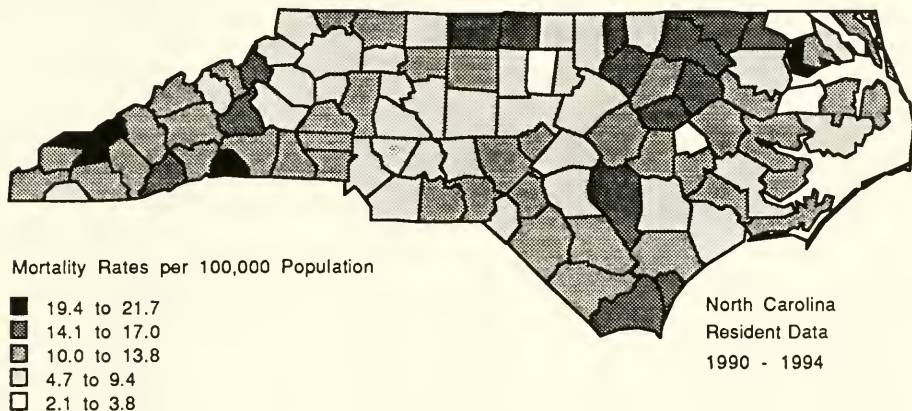 Mortality Rates per 100,000 Population
19.4 to 21.7
14.1 to 17.0
10.0 to 13.8
4.7 to 9.4
2.1 to 3.8
North Carolina
Resident Data
1990 - 1994